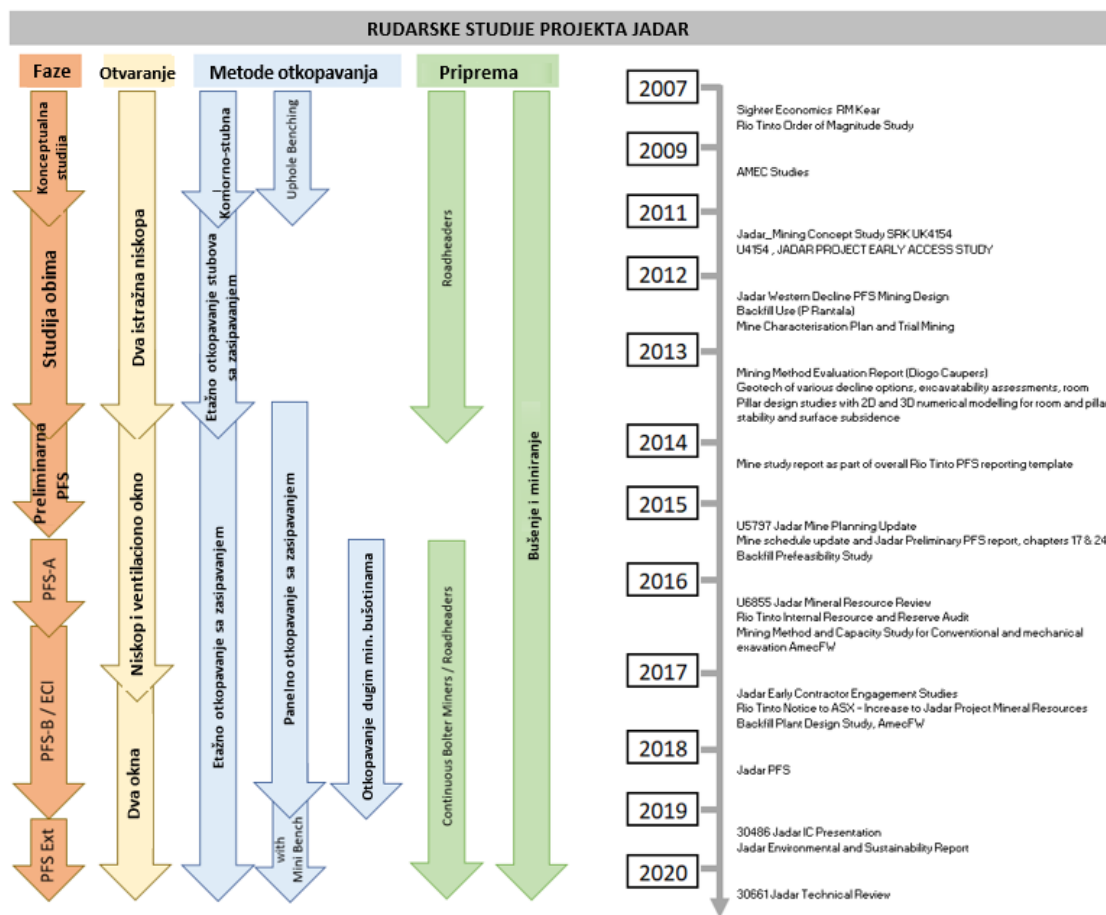 RUDARSKE STUDIJE PROJEKTA JADAR
Faze
Otvaranje
Metode otkopavanja
Priprema
Konceptualna
studija
Studija obima
Preliminarna
PFS
PFS-A
PFS-B / ECI
PFS Ext
Dva istražna niskopa
Niskop i ventilaciono okno
Dva okna
Komorno-stubna
Etažno otkopavanje stubova
sa zasipavanjem
Etažno otkopavanje sa zasipavanjem
Uphole Benching
Panelno otkopavanje sa zasipavanjem
with
Mini Bench
Otkopavanje dugim min. bušotinama
Roadheaders
Continuous Bolter Miners / Roadheaders
Bušenje i miniranje
2007
Sighter Economics RM Kear
Rio Tinto Order of Magnitude Study
2009
AMEC Studies
2011
Jadar_Mining Concept Study SRK UK4154
U4154 , JADAR PROJECT EARLY ACCESS STUDY
2012
Jadar Western Decline PFS Mining Design
Backfill Use (P Rantala)
Mine Characterisation Plan and Trial Mining
2013
Mining Method Evaluation Report (Diogo Caupers)
Geotech of various decline options, excavatability assessments, room
Pillar design studies with 2D and 3D numerical modelling for room and pillar
stability and surface subsidence
2014
Mine study report as part of overall Rio Tinto PFS reporting template
2015
U5797 Jadar Mine Planning Update
Mine schedule update and Jadar Preliminary PFS report, chapters 17 & 24
Backfill Prefeasibility Study
2016
U6855 Jadar Mineral Resource Review
Rio Tinto Internal Resource and Reserve Audit
Mining Method and Capacity Study for Conventional and mechanical
exavation AmecFW
2017
Jadar Early Contractor Engagement Studies
Rio Tinto Notice to ASX - Increase to Jadar Project Mineral Resources
Backfill Plant Design Study, AmecFW
2018
Jadar PFS
2019
30486 Jadar IC Presentation
Jadar Environmental and Sustainability Report
2020
30661 Jadar Technical Review